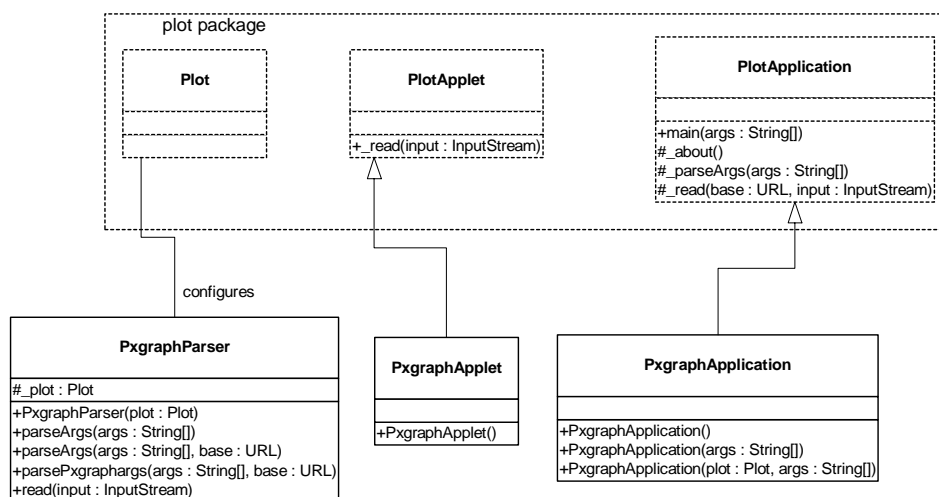 plot package
Plot
PlotApplet
+_read(input : InputStream)
PlotApplication
+main(args : String[])
#_about()
#_parseArgs(args : String[])
#_read(base : URL, input : InputStream)
configures
PxgraphParser
#_plot : Plot
+PxgraphParser(plot : Plot)
+parseArgs(args : String[])
+parseArgs(args : String[], base : URL)
+parsePxgraphargs(args : String[], base : URL)
+read(input : InputStream)
PxgraphApplet
+PxgraphApplet()
PxgraphApplication
+PxgraphApplication()
+PxgraphApplication(args : String[])
+PxgraphApplication(plot : Plot, args : String[])